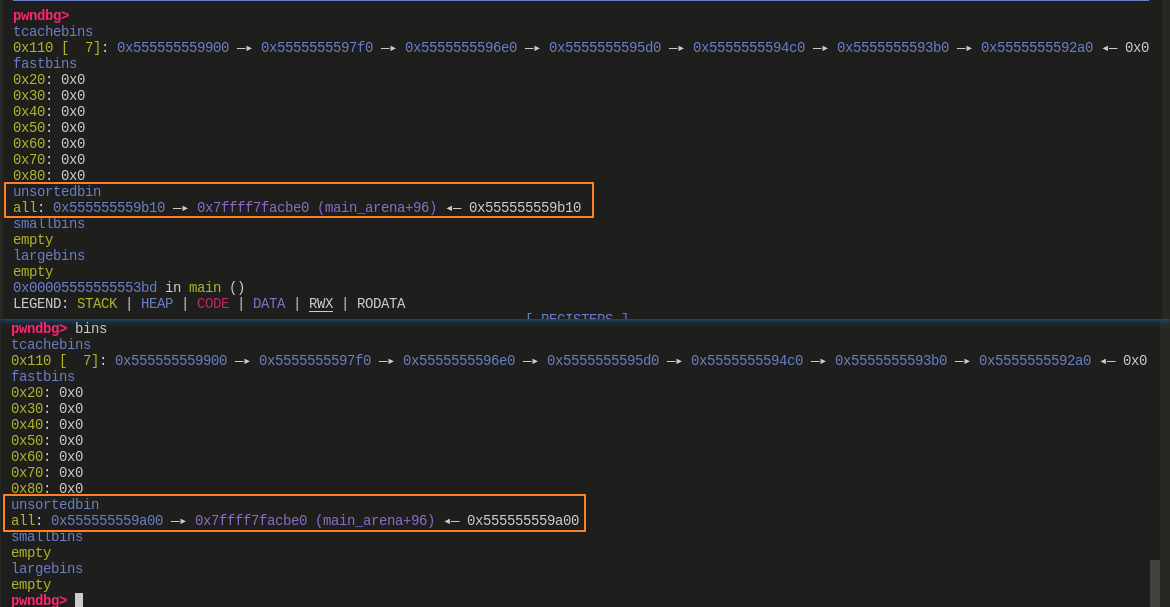 pwndbg>
tcachebins
0x110 [  7]: 0x555555559900 —▸ 0x5555555597f0 —▸ 0x5555555596e0 —▸ 0x5555555595d0 —▸ 0x5555555594c0 —▸ 0x5555555593b0 —▸ 0x5555555592a0 ◂— 0x0
fastbins
0x20: 0x0
0x30: 0x0
0x40: 0x0
0x50: 0x0
0x60: 0x0
0x70: 0x0
0x80: 0x0
unsortedbin
all: 0x555555559b10 —▸ 0x7ffff7facbe0 (main_arena+96) ◂— 0x555555559b10
smallbins
empty
largebins
empty
0x00005555555553bd in main ()
LEGEND: STACK | HEAP | CODE | DATA | RWX | RODATA
[ REGISTERS ]
pwndbg> bins
tcachebins
0x110 [  7]: 0x555555559900 —▸ 0x5555555597f0 —▸ 0x5555555596e0 —▸ 0x5555555595d0 —▸ 0x5555555594c0 —▸ 0x5555555593b0 —▸ 0x5555555592a0 ◂— 0x0
fastbins
0x20: 0x0
0x30: 0x0
0x40: 0x0
0x50: 0x0
0x60: 0x0
0x70: 0x0
0x80: 0x0
unsortedbin
all: 0x555555559a00 —▸ 0x7ffff7facbe0 (main_arena+96) ◂— 0x555555559a00
smallbins
empty
largebins
empty
pwndbg>